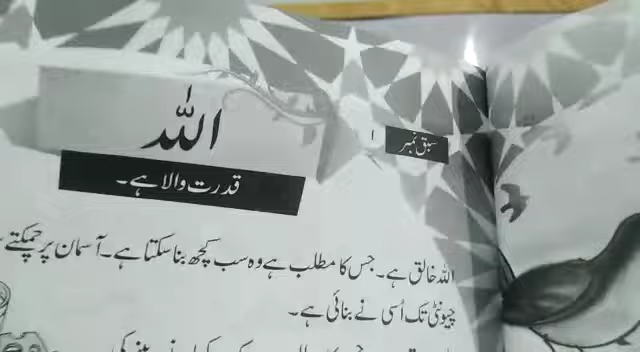 سبق نمبر ۱
اللہ
قدرت والا ہے۔
اللہ خالق ہے۔ جس کا مطلب ہے وہ سب کچھ بنا سکتا ہے۔ آسمان پر چمکتے
چیونٹی تک اُسی نے بنائی ہے۔